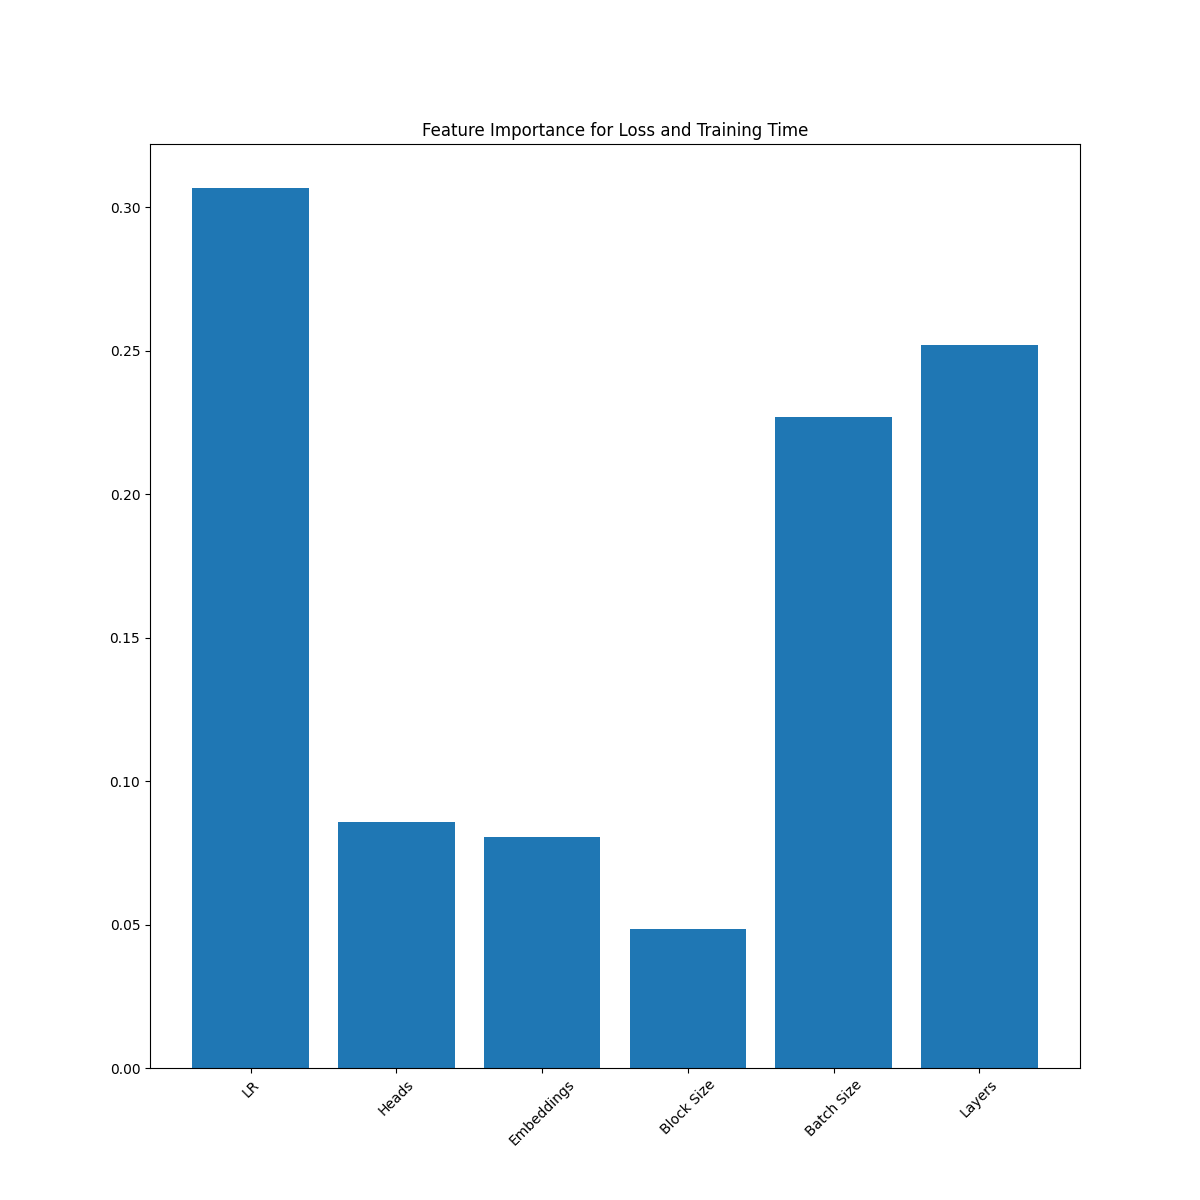 Feature Importance for Loss and Training Time
0.30
0.25
0.20
0.15
0.10
0.05
0.00
LR
Heads
Embeddings
Block Size
Batch Size
Layers